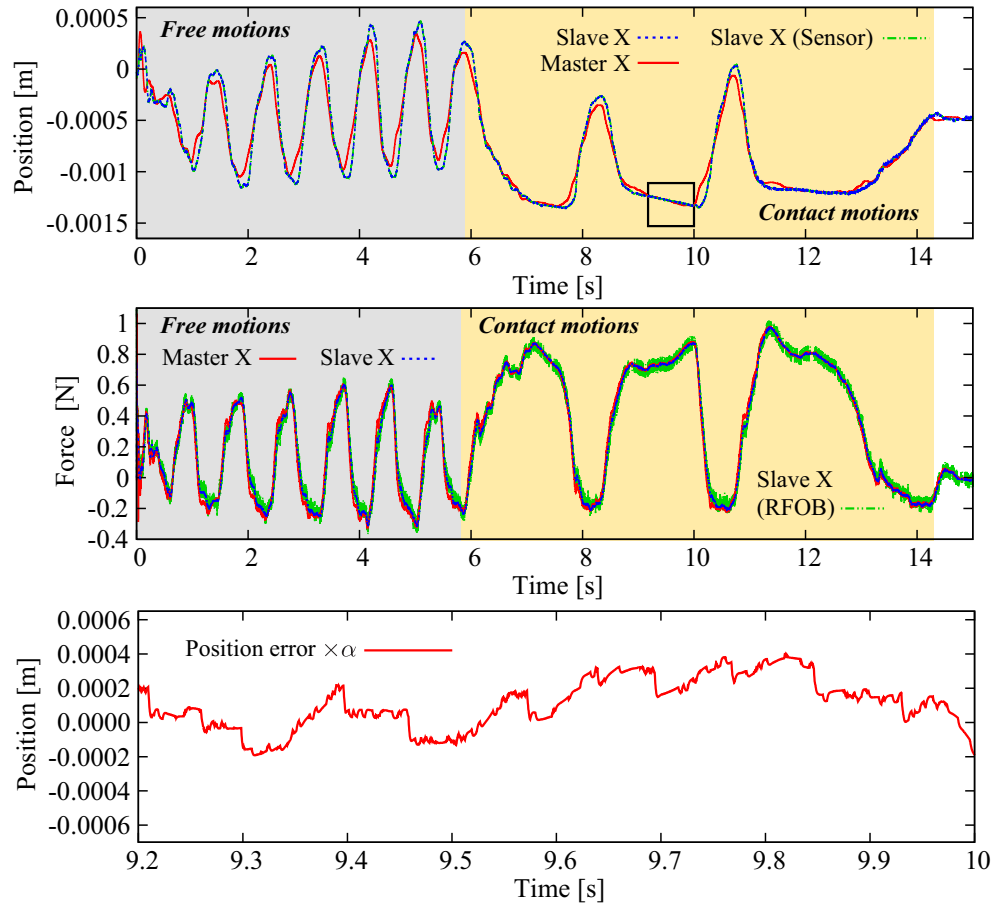 Free motions
Slave X
Slave X (Sensor)
Master X
Contact motions
Position [m]
0.0005
0
-0.0005
-0.001
-0.0015
0 2 4 6 8 10 12 14
Time [s]
Free motions
Contact motions
Master X
Slave X
Slave X
(RFOB)
Force [N]
1
0.8
0.6
0.4
0.2
0
-0.2
-0.4
0 2 4 6 8 10 12 14
Time [s]
Position error ×α
Position [m]
0.0006
0.0004
0.0002
0.0000
-0.0002
-0.0004
-0.0006
9.2 9.3 9.4 9.5 9.6 9.7 9.8 9.9 10
Time [s]